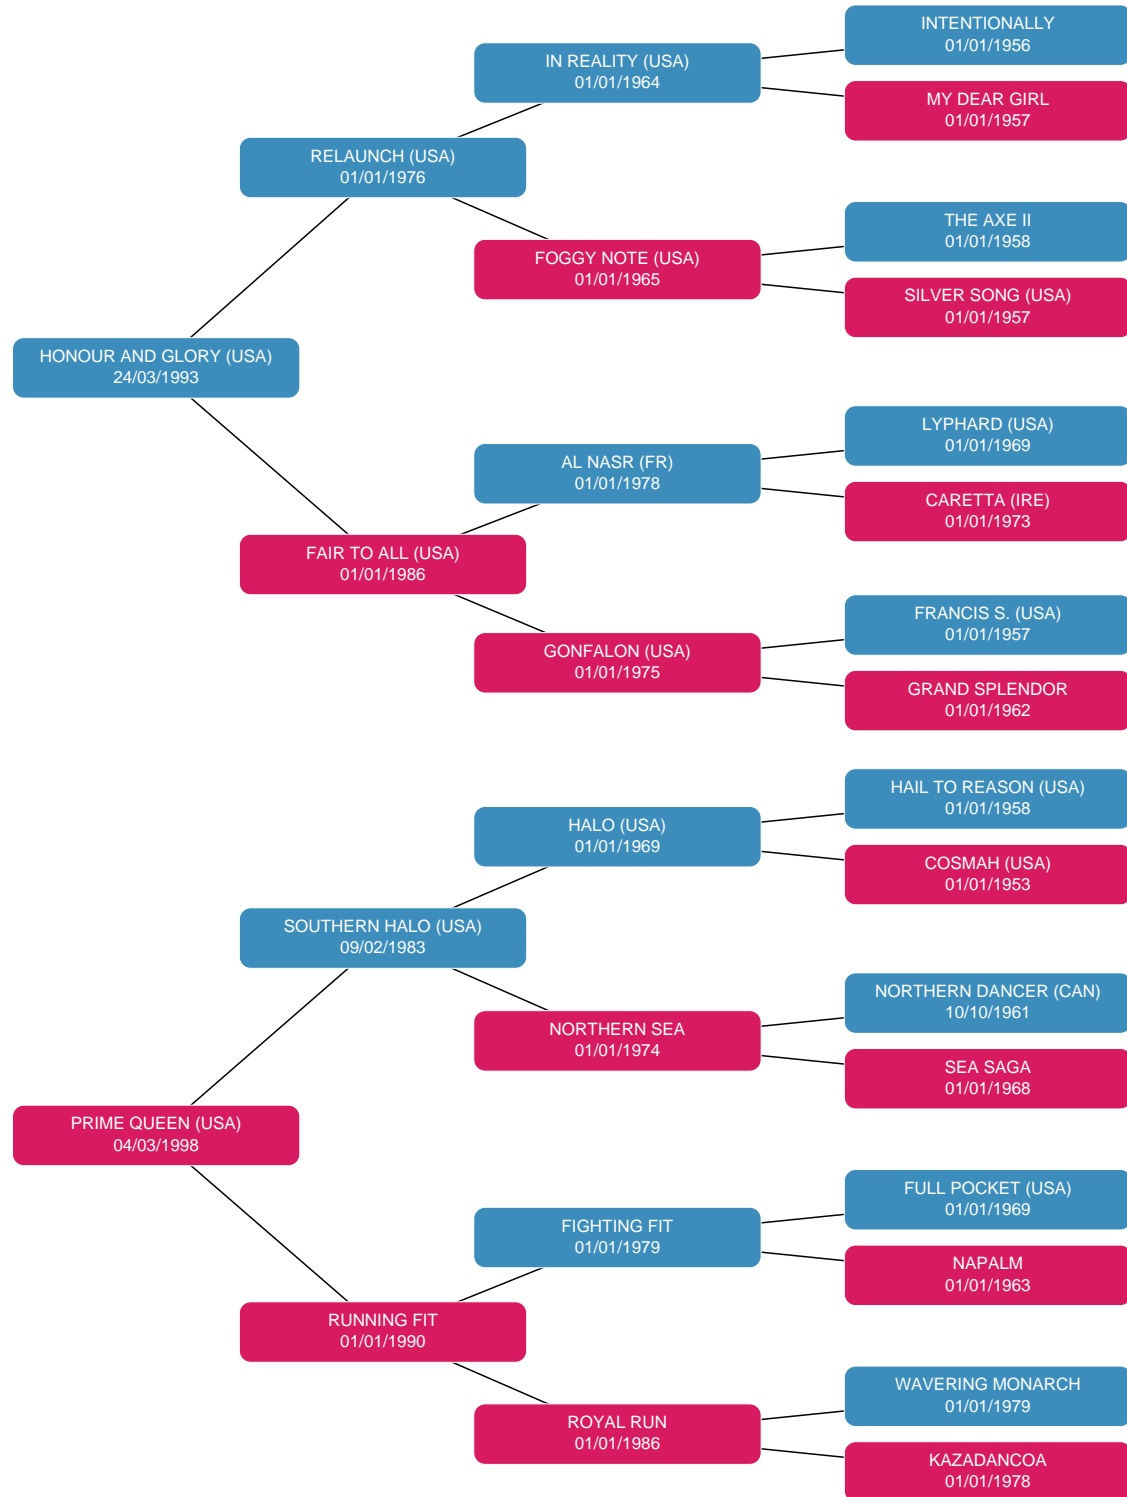 INTENTIONALLY
01/01/1956
IN REALITY (USA)
01/01/1964
MY DEAR GIRL
01/01/1957
RELAUNCH (USA)
01/01/1976
THE AXE II
01/01/1958
FOGGY NOTE (USA)
01/01/1965
SILVER SONG (USA)
01/01/1957
HONOUR AND GLORY (USA)
24/03/1993
LYPHARD (USA)
01/01/1969
AL NASR (FR)
01/01/1978
CARETTA (IRE)
01/01/1973
FAIR TO ALL (USA)
01/01/1986
FRANCIS S. (USA)
01/01/1957
GONFALON (USA)
01/01/1975
GRAND SPLENDOR
01/01/1962
HAIL TO REASON (USA)
01/01/1958
HALO (USA)
01/01/1969
COSMAH (USA)
01/01/1953
SOUTHERN HALO (USA)
09/02/1983
NORTHERN DANCER (CAN)
10/10/1961
NORTHERN SEA
01/01/1974
SEA SAGA
01/01/1968
PRIME QUEEN (USA)
04/03/1998
FULL POCKET (USA)
01/01/1969
FIGHTING FIT
01/01/1979
NAPALM
01/01/1963
RUNNING FIT
01/01/1990
WAVERING MONARCH
01/01/1979
ROYAL RUN
01/01/1986
KAZADANCOA
01/01/1978